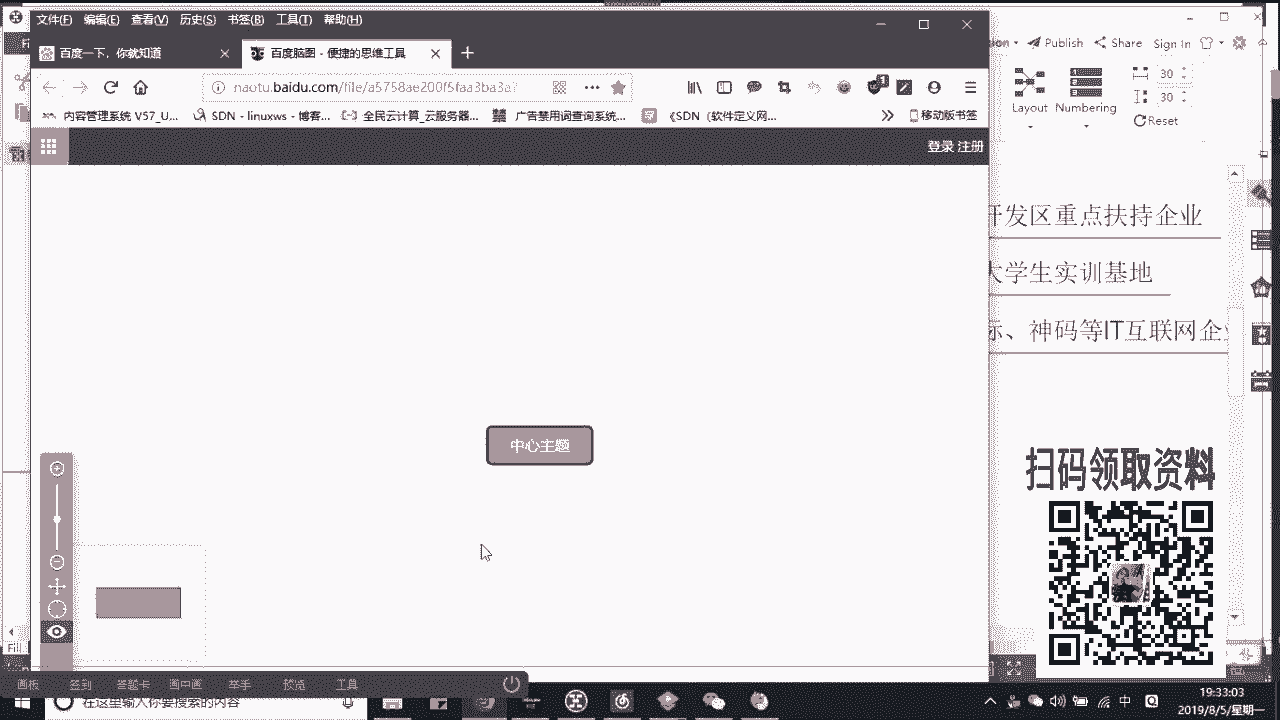 文件(F) 编辑(E) 查看(V) 历史(S) 书签(B) 工具(T) 帮助(H)
百度一下，你就知道
百度脑图 - 便捷的思维工具
Publish
Share
Sign In
naotu.baidu.com/file/
1
Layout
Numbering
30
30
Reset
内容管理系统 V57_U...
SDN - linuxws - 博客...
全民云计算_云服务器...
广告禁用词查询系统...
《SDN（软件定义网...
移动版书签
登录 注册
开发区重点扶持企业
大学生实训基地
标、神码等IT互联网企业
中心主题
扫码领取资料
Fill
画板 签到 答题卡 画中画 举手 预览 工具
在这里输入你要搜索的内容
中
19:33:03
2019/8/5/星期一